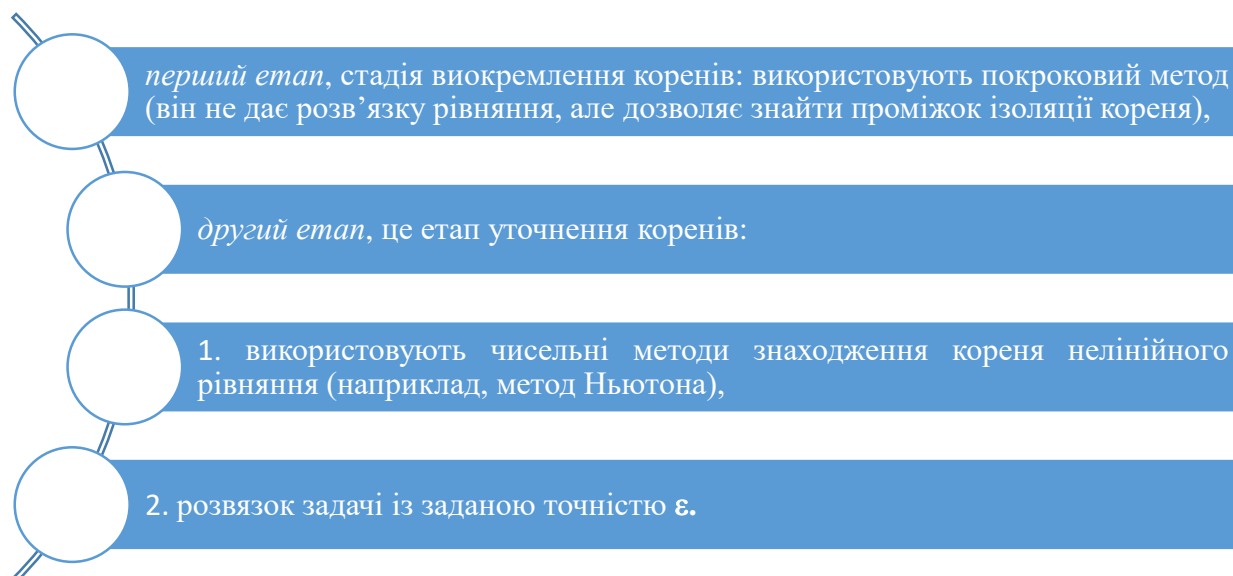 перший етап, стадія виокремлення коренів: використовують покроковий метод
(він не дає розв’язку рівняння, але дозволяє знайти проміжок ізоляції кореня),
другий етап, це етап уточнення коренів:
1. використовують чисельні методи знаходження кореня нелінійного
рівняння (наприклад, метод Ньютона),
2. розвязок задачі із заданою точністю ε.